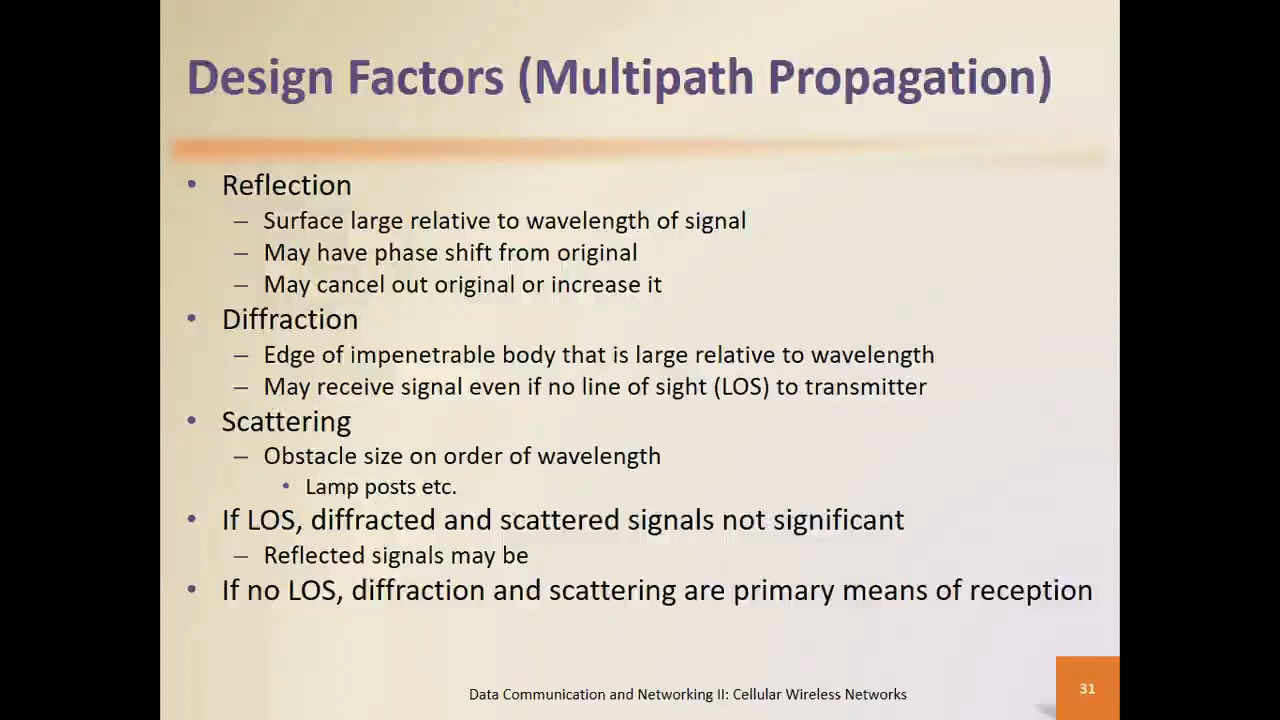 Design Factors (Multipath Propagation)
• Reflection
– Surface large relative to wavelength of signal
– May have phase shift from original
– May cancel out original or increase it
• Diffraction
– Edge of impenetrable body that is large relative to wavelength
– May receive signal even if no line of sight (LOS) to transmitter
• Scattering
– Obstacle size on order of wavelength
• Lamp posts etc.
• If LOS, diffracted and scattered signals not significant
– Reflected signals may be
• If no LOS, diffraction and scattering are primary means of reception
Data Communication and Networking II: Cellular Wireless Networks
31